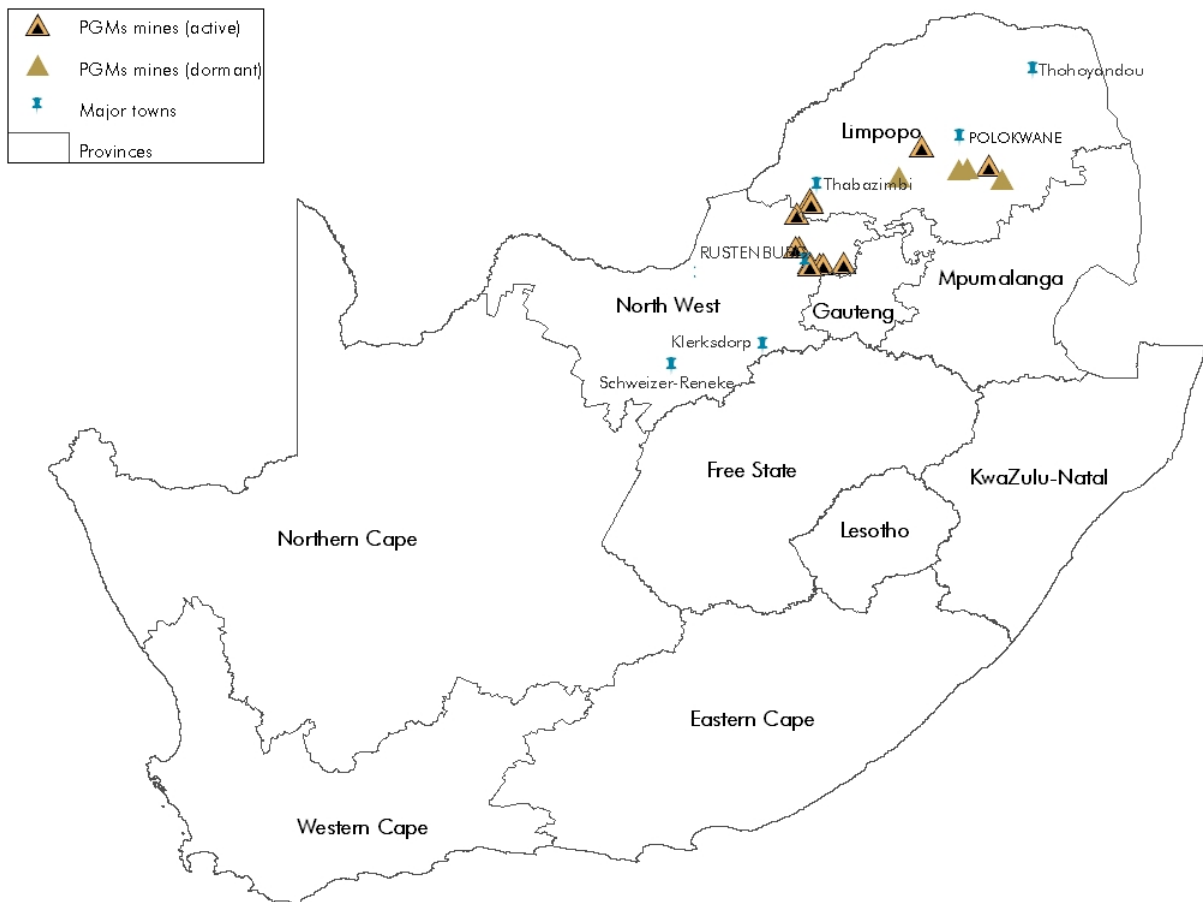 PGMs mines (active)
PGMs mines (dormant)
Major towns
Provinces
Thohoyandou
Limpopo
POLOKWANE
Thabazimbi
RUSTENBURG
Mpumalanga
North West
Gauteng
Klerksdorp
Schweizer-Reneke
Free State
KwaZulu-Natal
Lesotho
Northern Cape
Eastern Cape
Western Cape